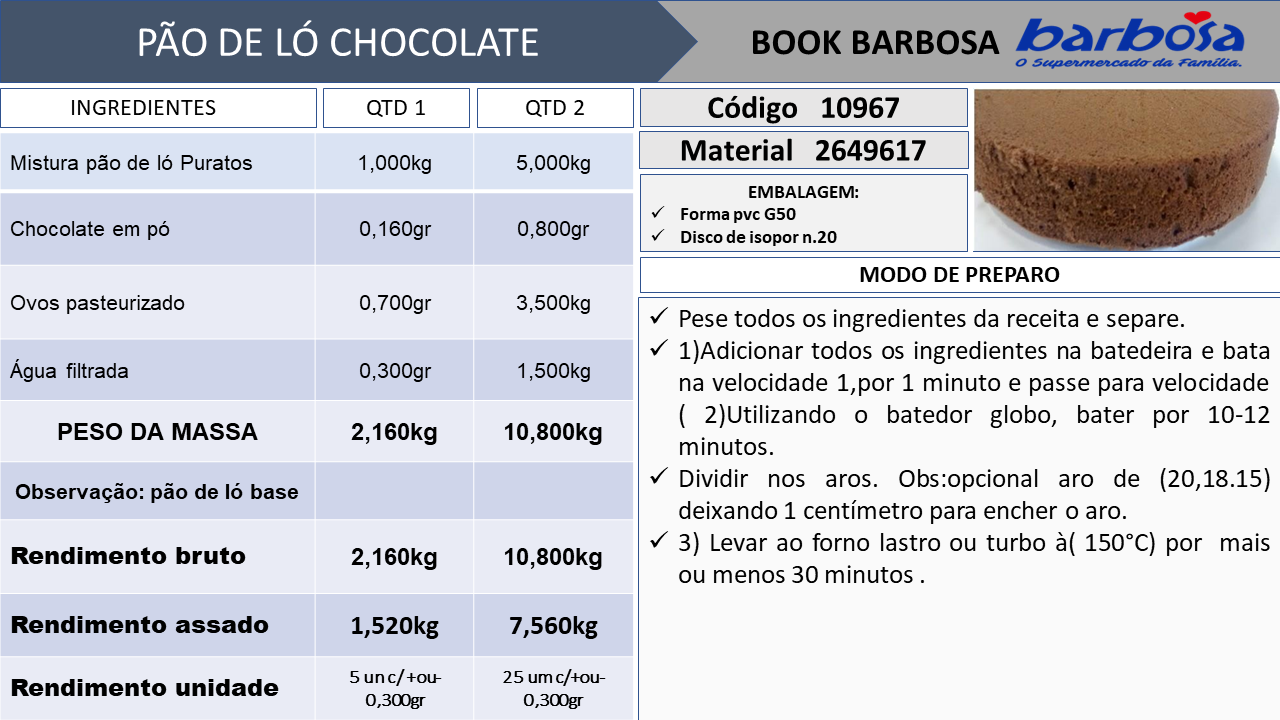 PÃO DE LÓ CHOCOLATE
BOOK BARBOSA
barbosa
O Supermercado da Família.
INGREDIENTES QTD 1 QTD 2
Mistura pão de ló Puratos 1,000kg 5,000kg
Chocolate em pó 0,160gr 0,800gr
Ovos pasteurizado 0,700gr 3,500kg
Água filtrada 0,300gr 1,500kg
PESO DA MASSA 2,160kg 10,800kg
Observação: pão de ló base
Rendimento bruto 2,160kg 10,800kg
Rendimento assado 1,520kg 7,560kg
Rendimento unidade 5 un c/ +ou- 25 um c/+ou-
0,300gr 0,300gr
Código 10967
Material 2649617
EMBALAGEM:
✓ Forma pvc G50
✓ Disco de isopor n.20
MODO DE PREPARO
✓ Pese todos os ingredientes da receita e separe.
✓ 1)Adicionar todos os ingredientes na batedeira e bata
na velocidade 1,por 1 minuto e passe para velocidade
( 2)Utilizando o batedor globo, bater por 10-12
minutos.
✓ Dividir nos aros. Obs:opcional aro de (20,18.15)
deixando 1 centímetro para encher o aro.
✓ 3) Levar ao forno lastro ou turbo à( 150°C) por mais
ou menos 30 minutos .